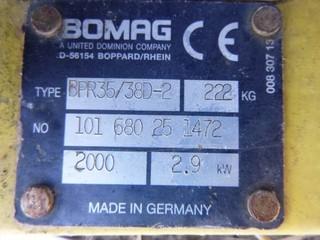 BOMAG CE
A UNITED DOMINION COMPANY
D-56154 BOPPARD/RHEIN
TYPE BPR35/38D-2 222 KG
NO 101 680 25 1472
2000 2.9 kW
MADE IN GERMANY
008 307 13